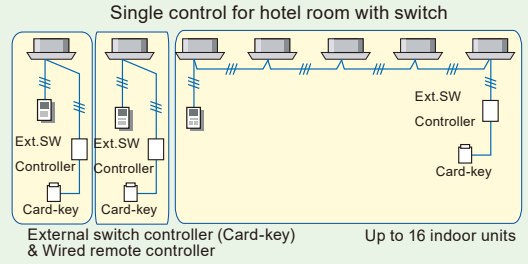 Single control for hotel room with switch
Ext.SW
Controller
Card-key
Ext.SW
Controller
Card-key
Ext.SW
Controller
Card-key
External switch controller (Card-key)
& Wired remote controller
Up to 16 indoor units